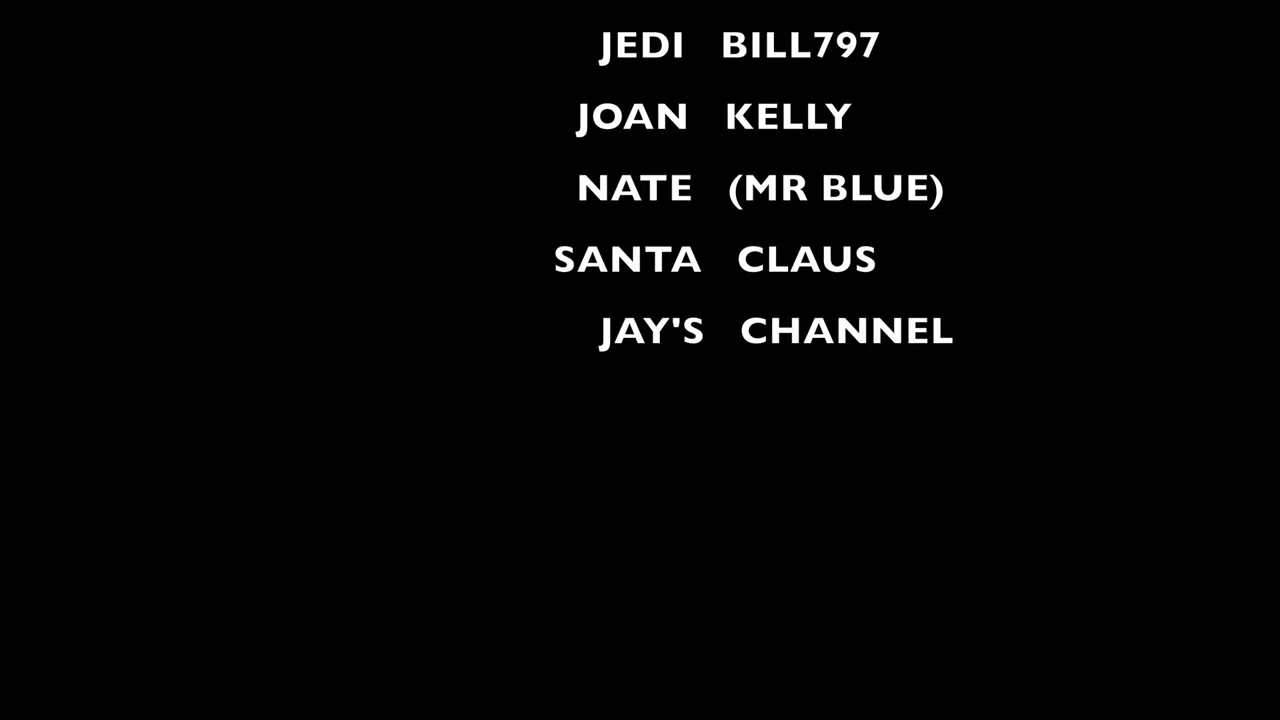 JEDI BILL797
JOAN KELLY
NATE (MR BLUE)
SANTA CLAUS
JAY'S CHANNEL